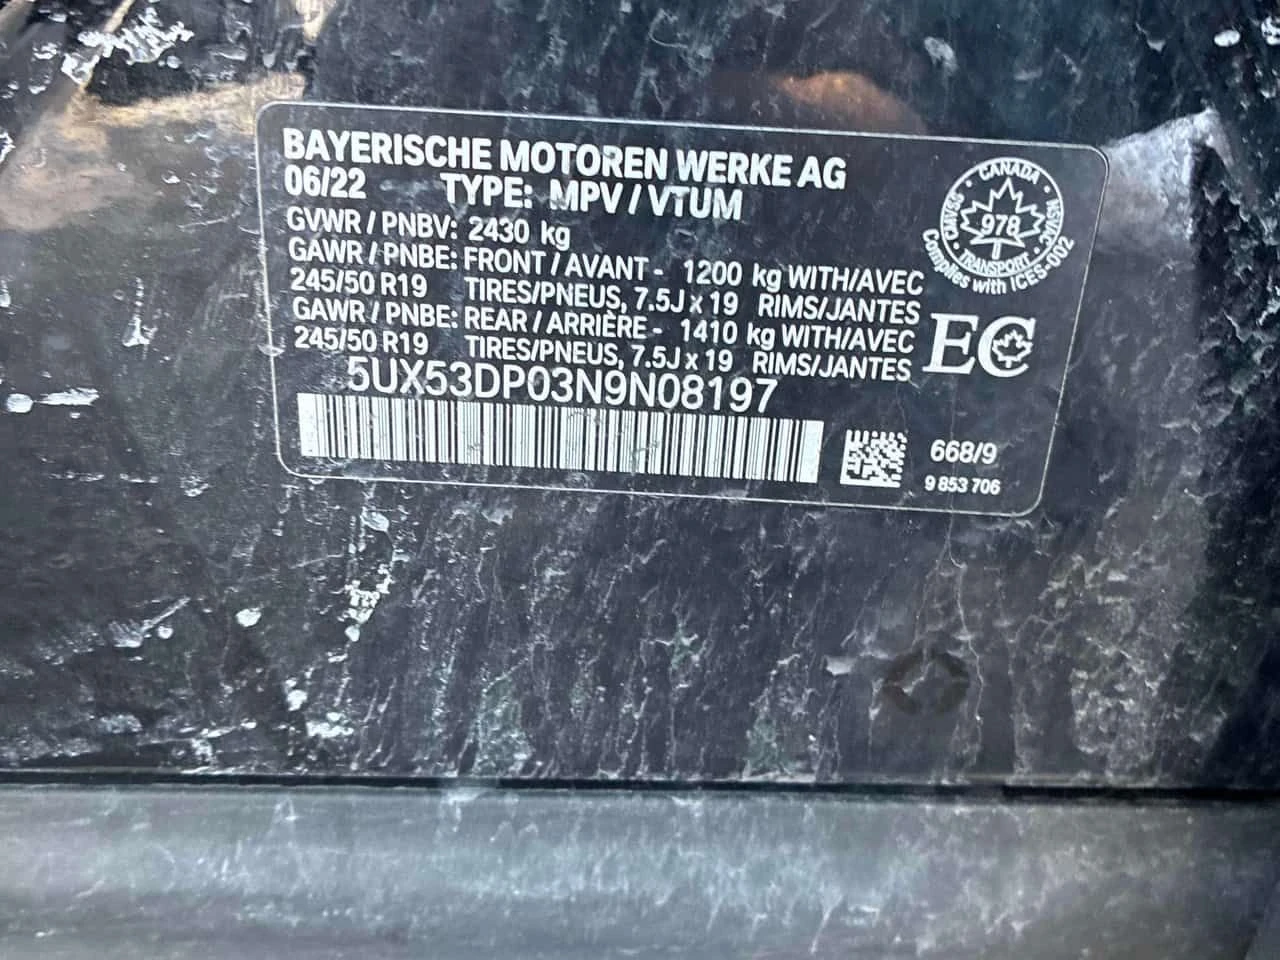 BAYERISCHE MOTOREN WERKE AG
06/22 TYPE: MPV / VTUM
GVWR / PNBV: 2430 kg
GAWR / PNBE: FRONT / AVANT - 1200 kg WITH/AVEC
245/50 R19 TIRES/PNEUS, 7.5J x 19 RIMS/JANTES
GAWR / PNBE: REAR / ARRIÈRE - 1410 kg WITH/AVEC
245/50 R19 TIRES/PNEUS, 7.5J x 19 RIMS/JANTES
5UX53DP03N9N08197
CANADA
CMVSS · NSVAC
978
TRANSPORT
Complies with ICES-002
EC
668/9
9 853 706